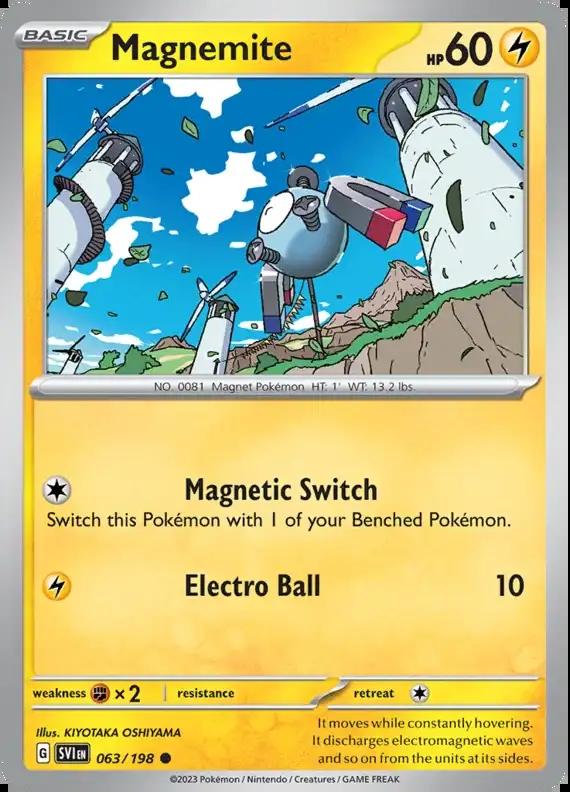 BASIC
Magnemite
HP60
NO. 0081 Magnet Pokémon HT: 1' WT: 13.2 lbs.
Magnetic Switch
Switch this Pokémon with 1 of your Benched Pokémon.
Electro Ball 10
weakness ×2 resistance retreat
Illus. KIYOTAKA OSHIYAMA
G SVI EN 063/198
It moves while constantly hovering.
It discharges electromagnetic waves
and so on from the units at its sides.
©2023 Pokémon / Nintendo / Creatures / GAME FREAK